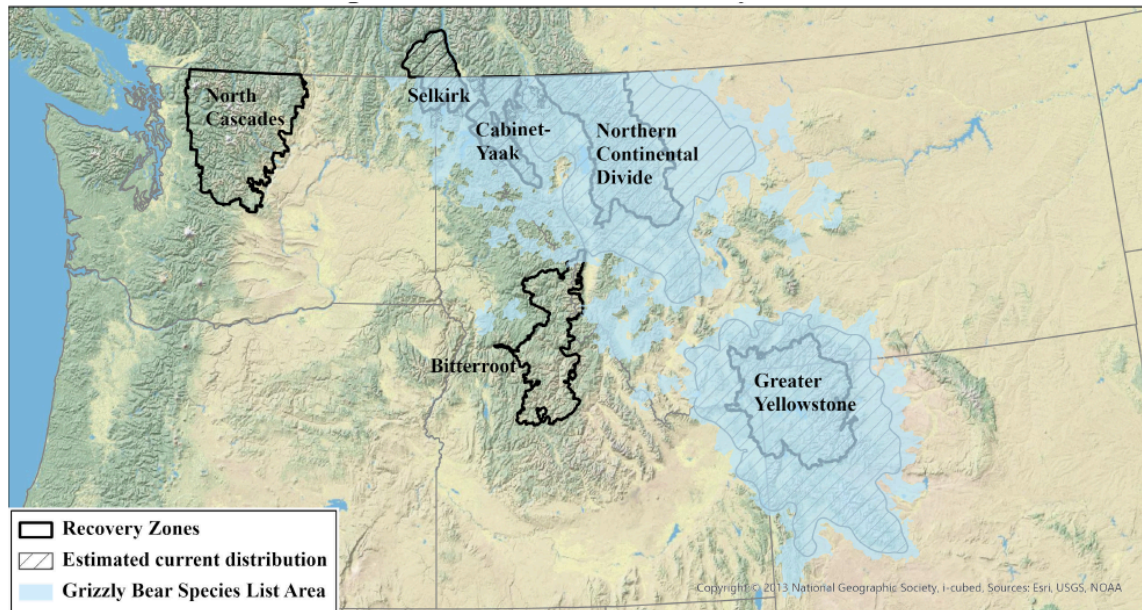 North
Cascades
Selkirk
Cabinet-
Yaak
Northern
Continental
Divide
Bitterroot
Greater
Yellowstone
Recovery Zones
Estimated current distribution
Grizzly Bear Species List Area
Copyright © 2013 National Geographic Society, i-cubed, Sources: Esri, USGS, NOAA